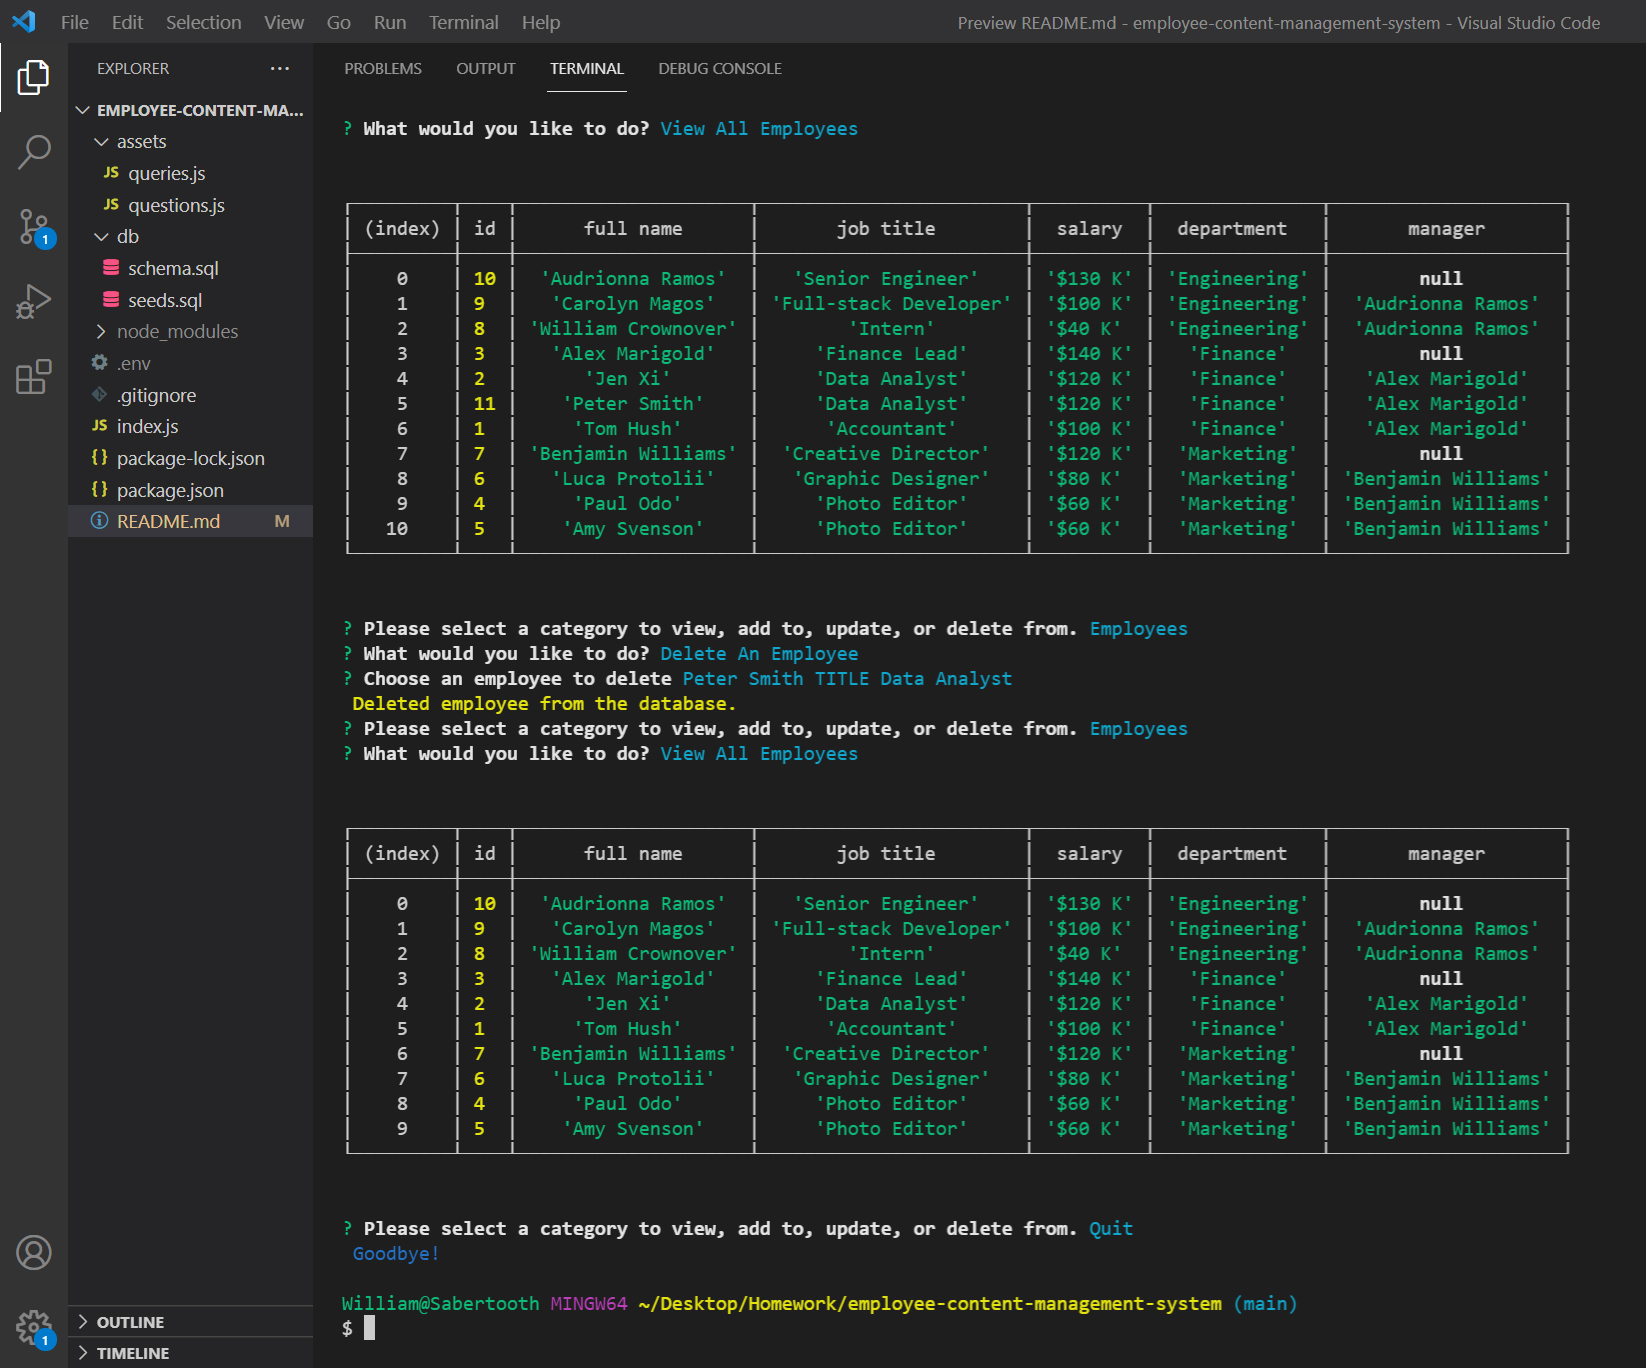 File Edit Selection View Go Run Terminal Help Preview README.md - employee-content-management-system - Visual Studio Code
EXPLORER ···
EMPLOYEE-CONTENT-MA...
assets
JS queries.js
JS questions.js
db
schema.sql
seeds.sql
node_modules
.env
.gitignore
JS index.js
{} package-lock.json
{} package.json
README.md M
OUTLINE
TIMELINE
1
1
PROBLEMS OUTPUT TERMINAL DEBUG CONSOLE
? What would you like to do? View All Employees
(index) id full name job title salary department manager
0 10 'Audrionna Ramos' 'Senior Engineer' '$130 K' 'Engineering' null
1 9 'Carolyn Magos' 'Full-stack Developer' '$100 K' 'Engineering' 'Audrionna Ramos'
2 8 'William Crownover' 'Intern' '$40 K' 'Engineering' 'Audrionna Ramos'
3 3 'Alex Marigold' 'Finance Lead' '$140 K' 'Finance' null
4 2 'Jen Xi' 'Data Analyst' '$120 K' 'Finance' 'Alex Marigold'
5 11 'Peter Smith' 'Data Analyst' '$120 K' 'Finance' 'Alex Marigold'
6 1 'Tom Hush' 'Accountant' '$100 K' 'Finance' 'Alex Marigold'
7 7 'Benjamin Williams' 'Creative Director' '$120 K' 'Marketing' null
8 6 'Luca Protolii' 'Graphic Designer' '$80 K' 'Marketing' 'Benjamin Williams'
9 4 'Paul Odo' 'Photo Editor' '$60 K' 'Marketing' 'Benjamin Williams'
10 5 'Amy Svenson' 'Photo Editor' '$60 K' 'Marketing' 'Benjamin Williams'
? Please select a category to view, add to, update, or delete from. Employees
? What would you like to do? Delete An Employee
? Choose an employee to delete Peter Smith TITLE Data Analyst
Deleted employee from the database.
? Please select a category to view, add to, update, or delete from. Employees
? What would you like to do? View All Employees
(index) id full name job title salary department manager
0 10 'Audrionna Ramos' 'Senior Engineer' '$130 K' 'Engineering' null
1 9 'Carolyn Magos' 'Full-stack Developer' '$100 K' 'Engineering' 'Audrionna Ramos'
2 8 'William Crownover' 'Intern' '$40 K' 'Engineering' 'Audrionna Ramos'
3 3 'Alex Marigold' 'Finance Lead' '$140 K' 'Finance' null
4 2 'Jen Xi' 'Data Analyst' '$120 K' 'Finance' 'Alex Marigold'
5 1 'Tom Hush' 'Accountant' '$100 K' 'Finance' 'Alex Marigold'
6 7 'Benjamin Williams' 'Creative Director' '$120 K' 'Marketing' null
7 6 'Luca Protolii' 'Graphic Designer' '$80 K' 'Marketing' 'Benjamin Williams'
8 4 'Paul Odo' 'Photo Editor' '$60 K' 'Marketing' 'Benjamin Williams'
9 5 'Amy Svenson' 'Photo Editor' '$60 K' 'Marketing' 'Benjamin Williams'
? Please select a category to view, add to, update, or delete from. Quit
Goodbye!
William@Sabertooth MINGW64 ~/Desktop/Homework/employee-content-management-system (main)
$